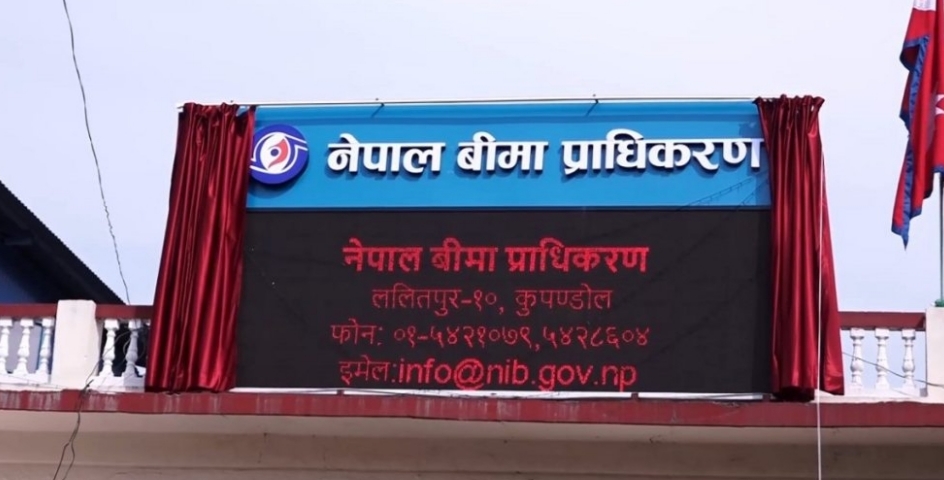 नेपाल बीमा प्राधिकरण
नेपाल बीमा प्राधिकरण
ललितपुर-१०, कुपण्डोल
फोन: ०१-५४२१०७९,५४२८६०४
इमेल:info@nib.gov.np